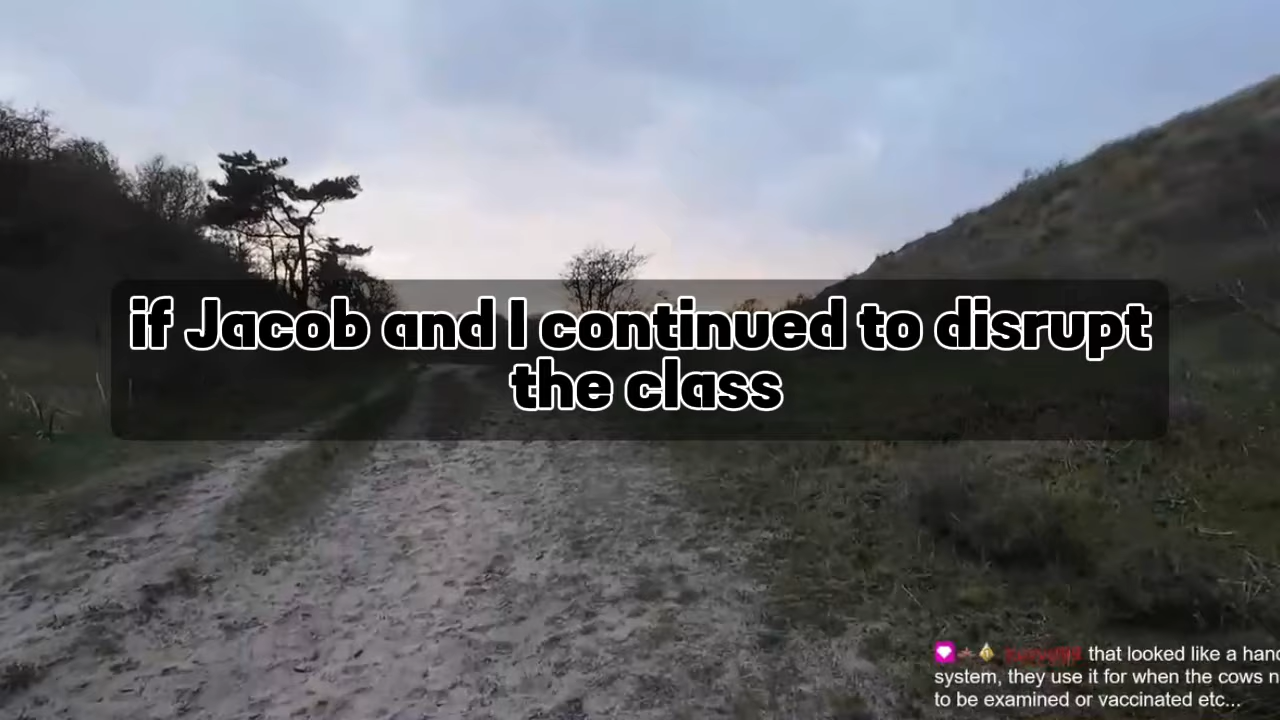 if Jacob and I continued to disrupt
the class
that looked like a hand
system, they use it for when the cows n
to be examined or vaccinated etc...